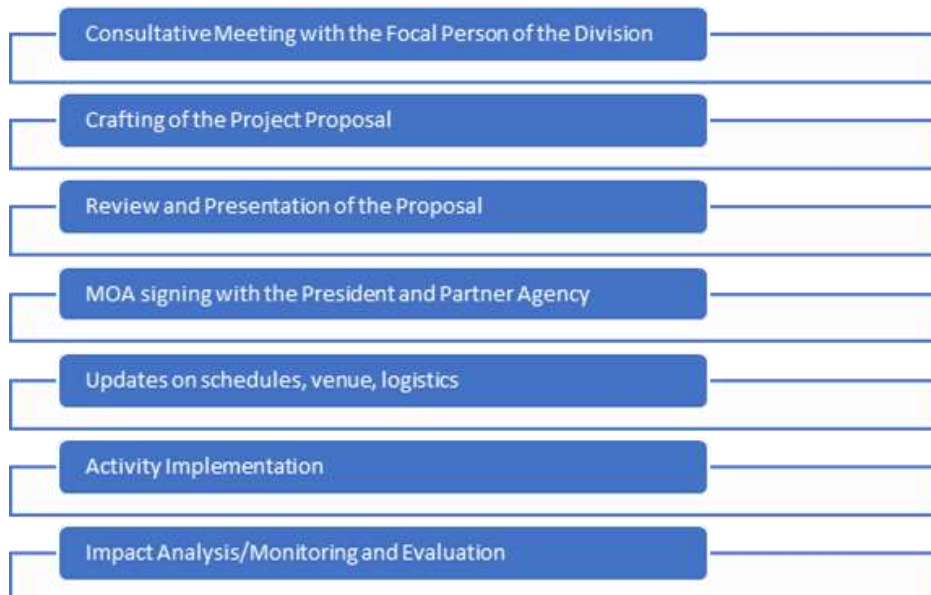 Consultative Meeting with the Focal Person of the Division
Crafting of the Project Proposal
Review and Presentation of the Proposal
MOA signing with the President and Partner Agency
Updates on schedules, venue, logistics
Activity Implementation
Impact Analysis/Monitoring and Evaluation